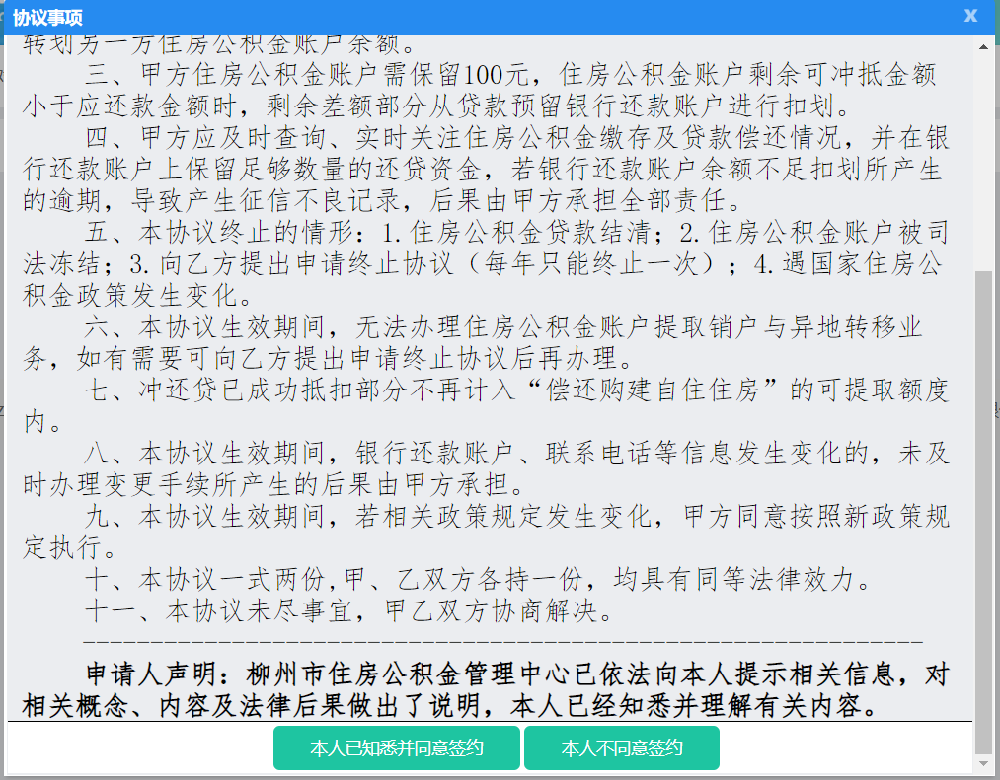 协议事项
X
转划另一方住房公积金账户余额。
三、甲方住房公积金账户需保留100元，住房公积金账户剩余可冲抵金额
小于应还款金额时，剩余差额部分从贷款预留银行还款账户进行扣划。
四、甲方应及时查询、实时关注住房公积金缴存及贷款偿还情况，并在银
行还款账户上保留足够数量的还贷资金，若银行还款账户余额不足扣划所产生
的逾期，导致产生征信不良记录，后果由甲方承担全部责任。
五、本协议终止的情形：1.住房公积金贷款结清；2.住房公积金账户被司
法冻结；3.向乙方提出申请终止协议（每年只能终止一次）；4.遇国家住房公
积金政策发生变化。
六、本协议生效期间，无法办理住房公积金账户提取销户与异地转移业
务，如有需要可向乙方提出申请终止协议后再办理。
七、冲还贷已成功抵扣部分不再计入“偿还购建自住住房”的可提取额度
内。
八、本协议生效期间，银行还款账户、联系电话等信息发生变化的，未及
时办理变更手续所产生的后果由甲方承担。
九、本协议生效期间，若相关政策规定发生变化，甲方同意按照新政策规
定执行。
十、本协议一式两份,甲、乙双方各持一份，均具有同等法律效力。
十一、本协议未尽事宜，甲乙双方协商解决。
申请人声明：柳州市住房公积金管理中心已依法向本人提示相关信息，对
相关概念、内容及法律后果做出了说明，本人已经知悉并理解有关内容。
本人已知悉并同意签约
本人不同意签约